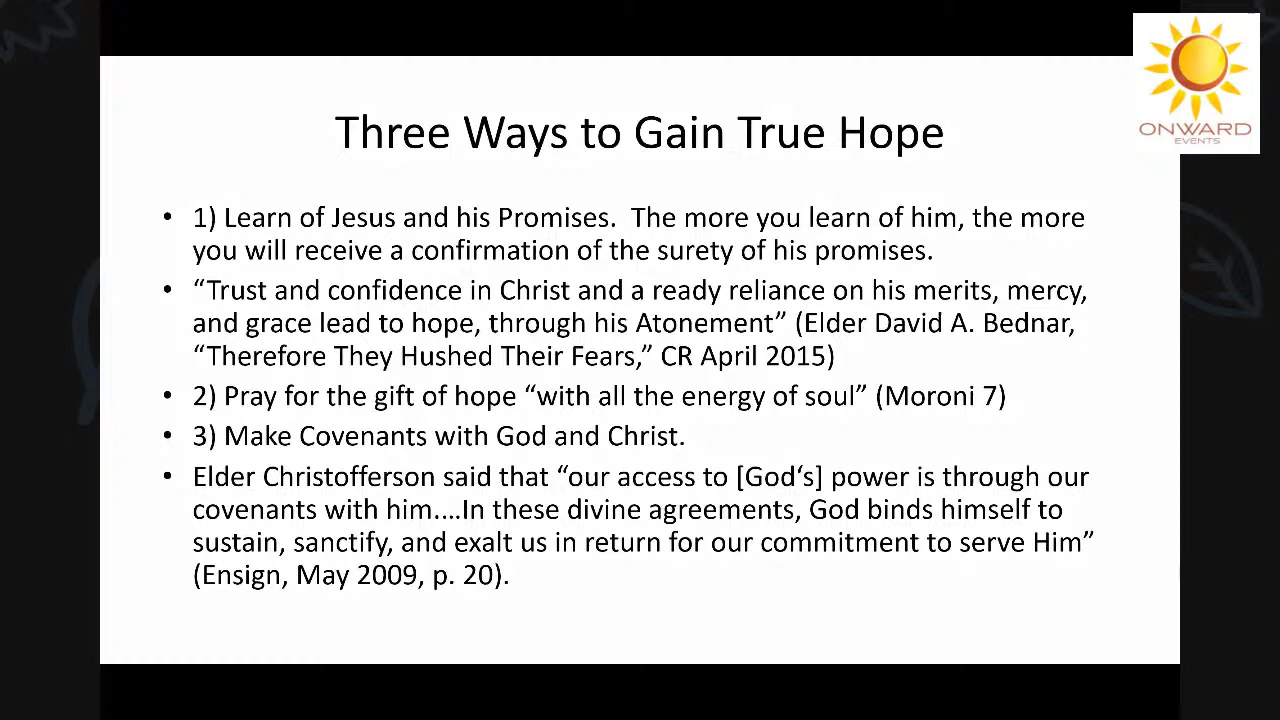 ONWARD
EVENTS
Three Ways to Gain True Hope
• 1) Learn of Jesus and his Promises.  The more you learn of him, the more
you will receive a confirmation of the surety of his promises.
• “Trust and confidence in Christ and a ready reliance on his merits, mercy,
and grace lead to hope, through his Atonement” (Elder David A. Bednar,
“Therefore They Hushed Their Fears,” CR April 2015)
• 2) Pray for the gift of hope “with all the energy of soul” (Moroni 7)
• 3) Make Covenants with God and Christ.
• Elder Christofferson said that “our access to [God‘s] power is through our
covenants with him.…In these divine agreements, God binds himself to
sustain, sanctify, and exalt us in return for our commitment to serve Him”
(Ensign, May 2009, p. 20).